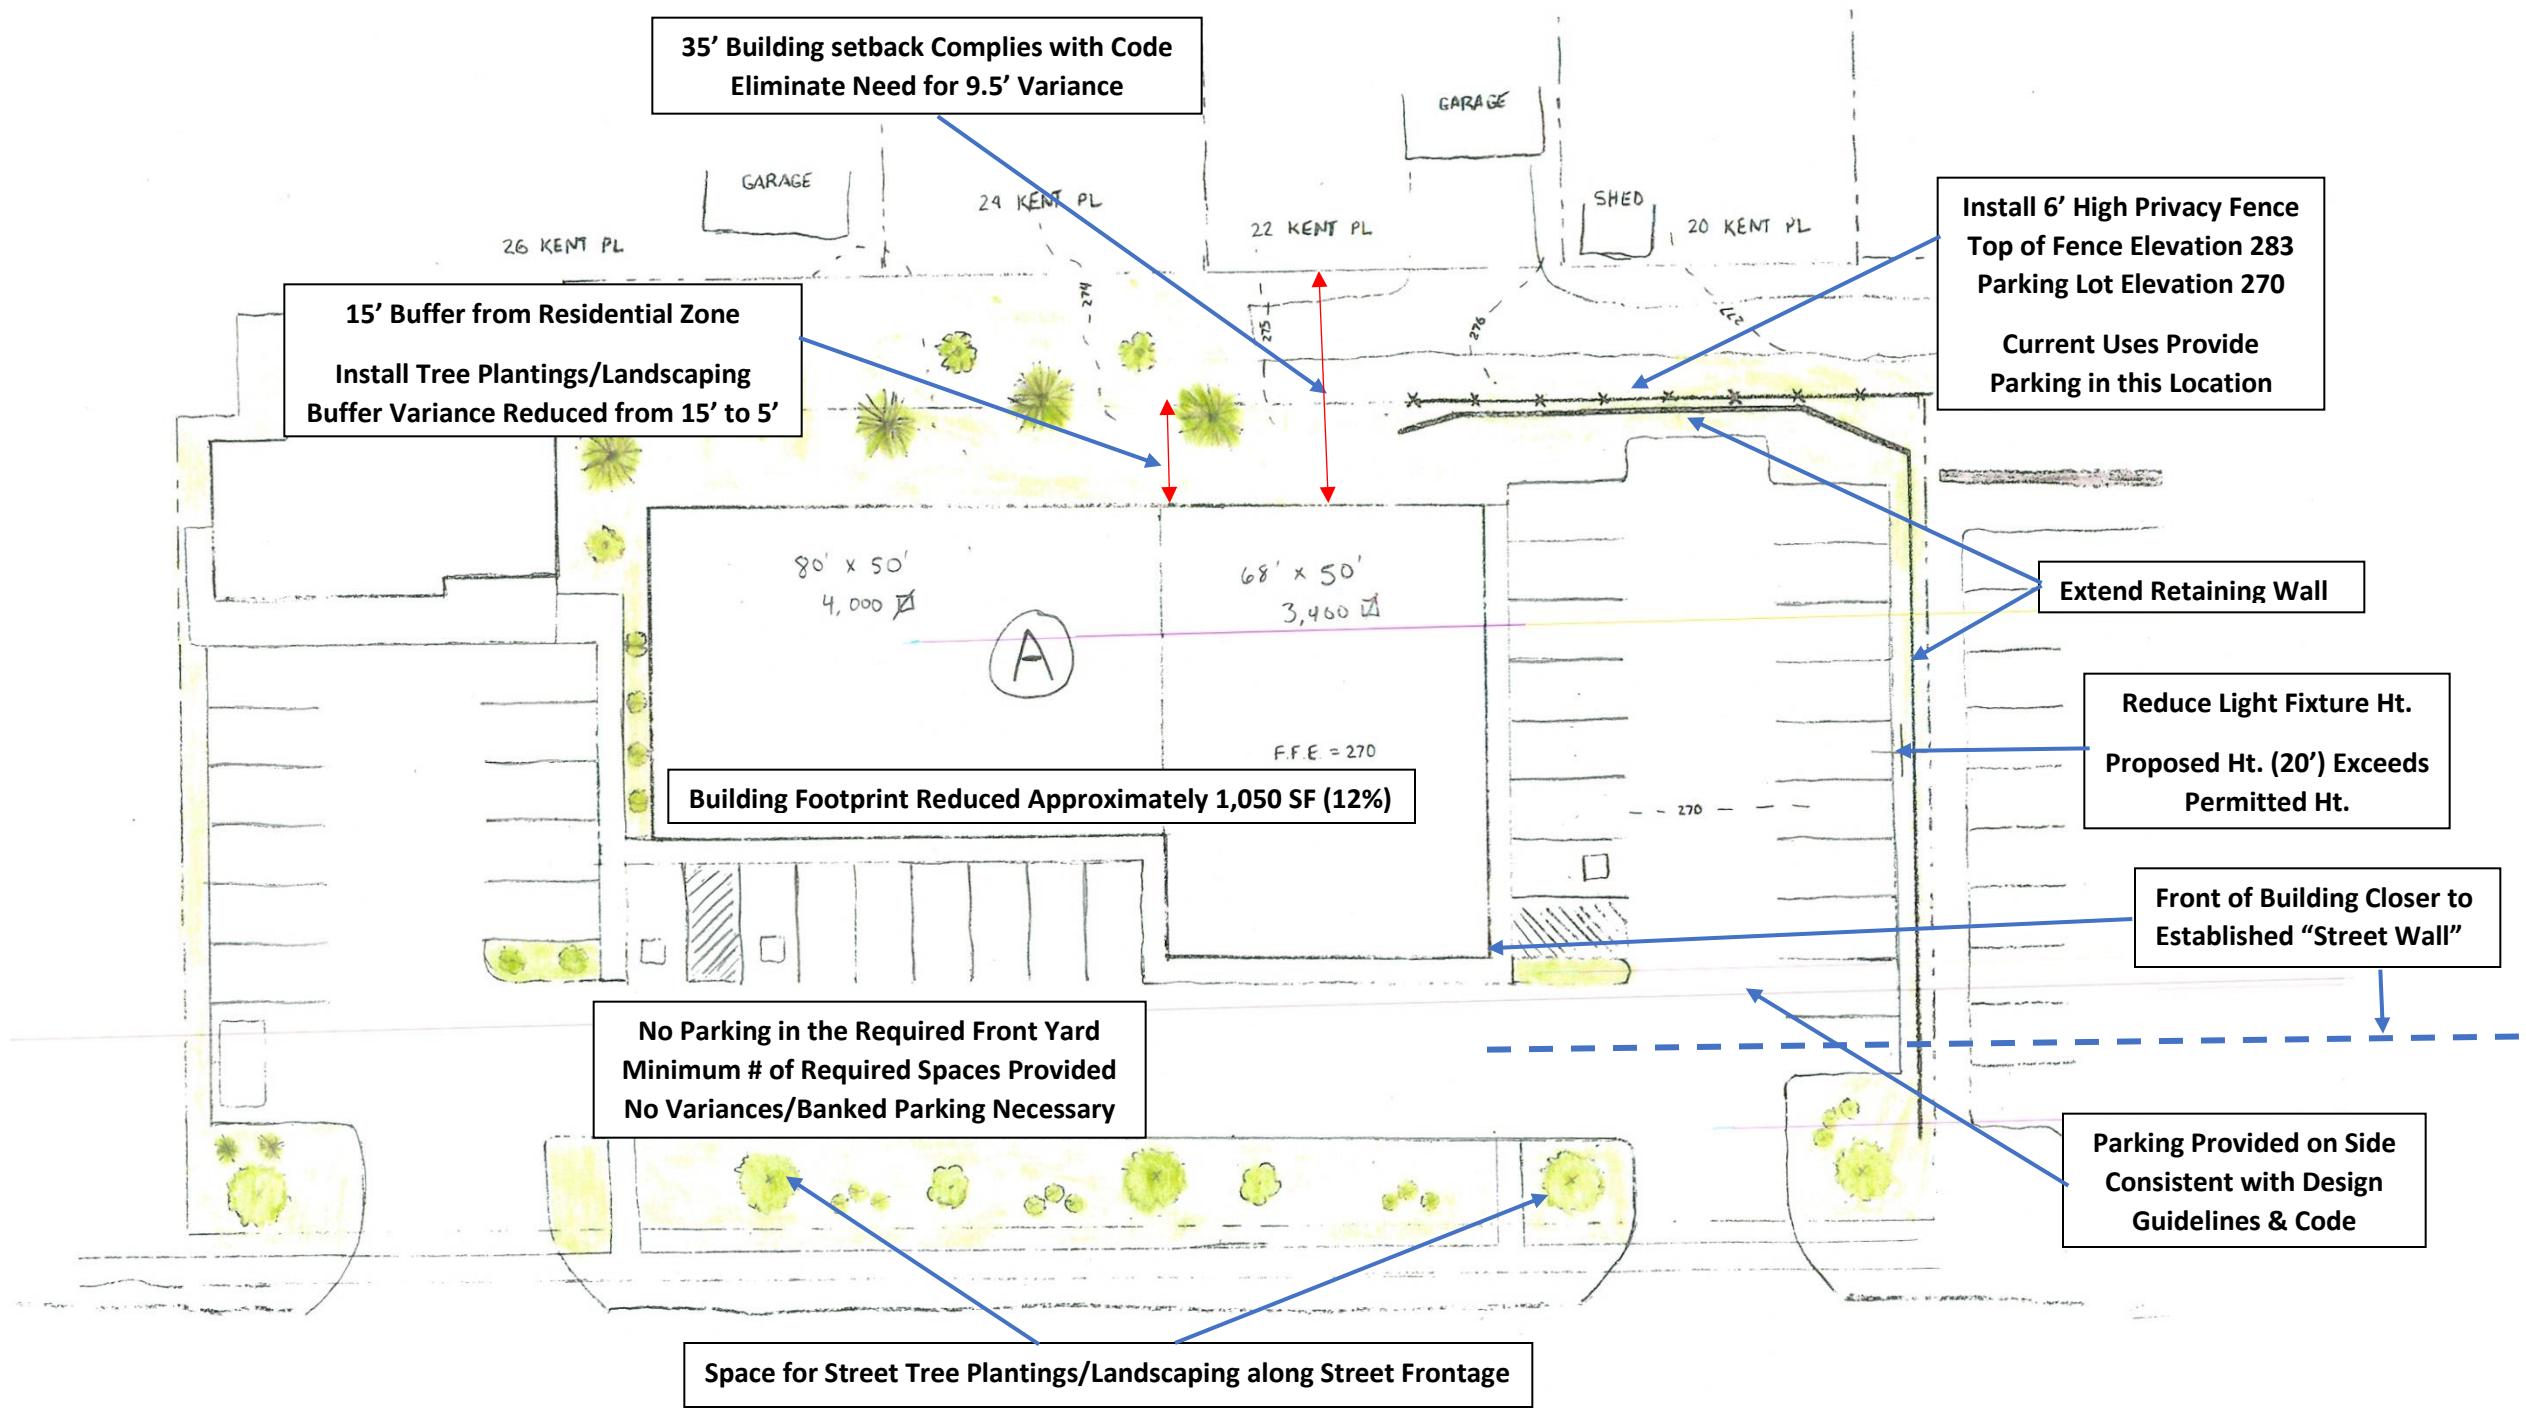 35’ Building setback Complies with Code
Eliminate Need for 9.5’ Variance
GARAGE
GARAGE
SHED
24 KENT PL
22 KENT PL
20 KENT PL
26 KENT PL
Install 6’ High Privacy Fence
Top of Fence Elevation 283
Parking Lot Elevation 270
Current Uses Provide
Parking in this Location
15’ Buffer from Residential Zone
Install Tree Plantings/Landscaping
Buffer Variance Reduced from 15’ to 5’
274
275
276
277
80' x 50'
4,000
68' x 50'
3,400
A
Extend Retaining Wall
F.F.E. = 270
Building Footprint Reduced Approximately 1,050 SF (12%)
270
Reduce Light Fixture Ht.
Proposed Ht. (20’) Exceeds
Permitted Ht.
Front of Building Closer to
Established “Street Wall”
No Parking in the Required Front Yard
Minimum # of Required Spaces Provided
No Variances/Banked Parking Necessary
Parking Provided on Side
Consistent with Design
Guidelines & Code
Space for Street Tree Plantings/Landscaping along Street Frontage